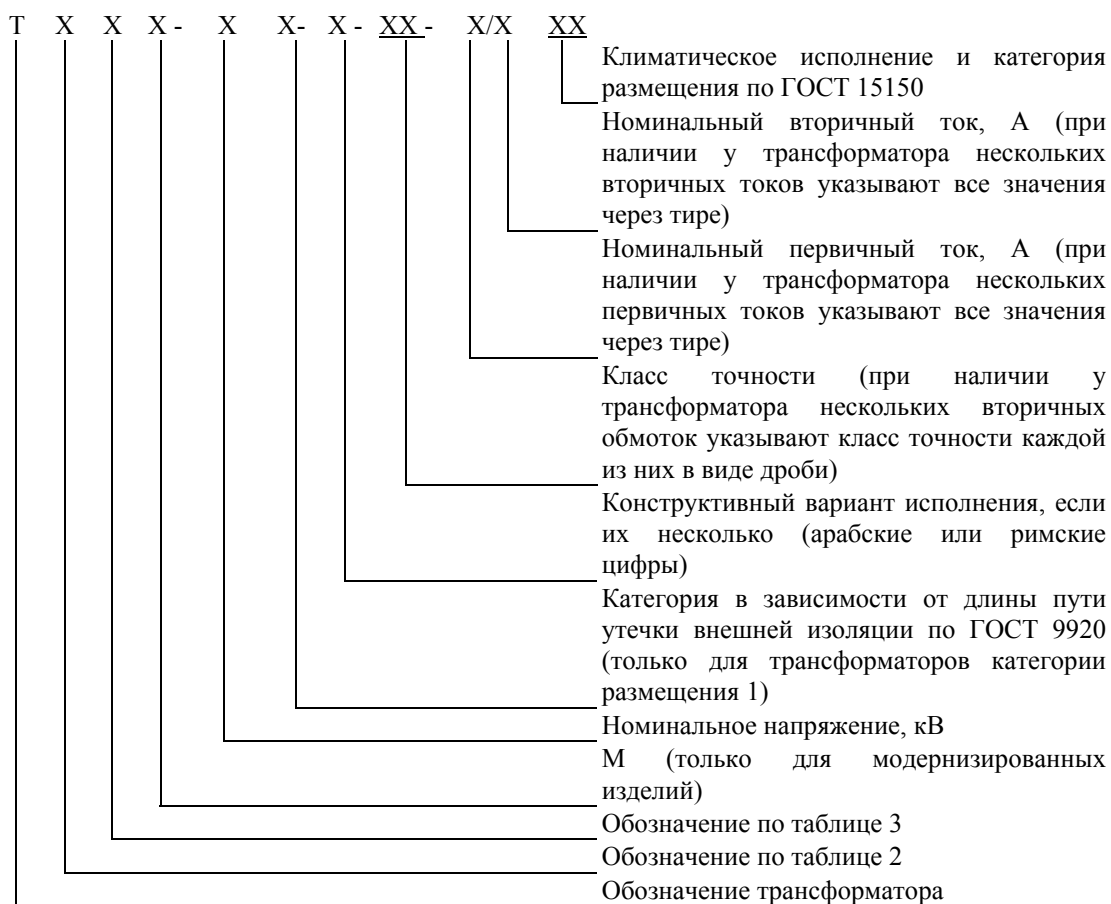 Т Х Х Х - Х Х- Х - ХХ - Х/Х ХХ
Климатическое исполнение и категория
размещения по ГОСТ 15150
Номинальный вторичный ток, А (при
наличии у трансформатора нескольких
вторичных токов указывают все значения
через тире)
Номинальный первичный ток, А (при
наличии у трансформатора нескольких
первичных токов указывают все значения
через тире)
Класс точности (при наличии у
трансформатора нескольких вторичных
обмоток указывают класс точности каждой
из них в виде дроби)
Конструктивный вариант исполнения, если
их несколько (арабские или римские
цифры)
Категория в зависимости от длины пути
утечки внешней изоляции по ГОСТ 9920
(только для трансформаторов категории
размещения 1)
Номинальное напряжение, кВ
М (только для модернизированных
изделий)
Обозначение по таблице 3
Обозначение по таблице 2
Обозначение трансформатора